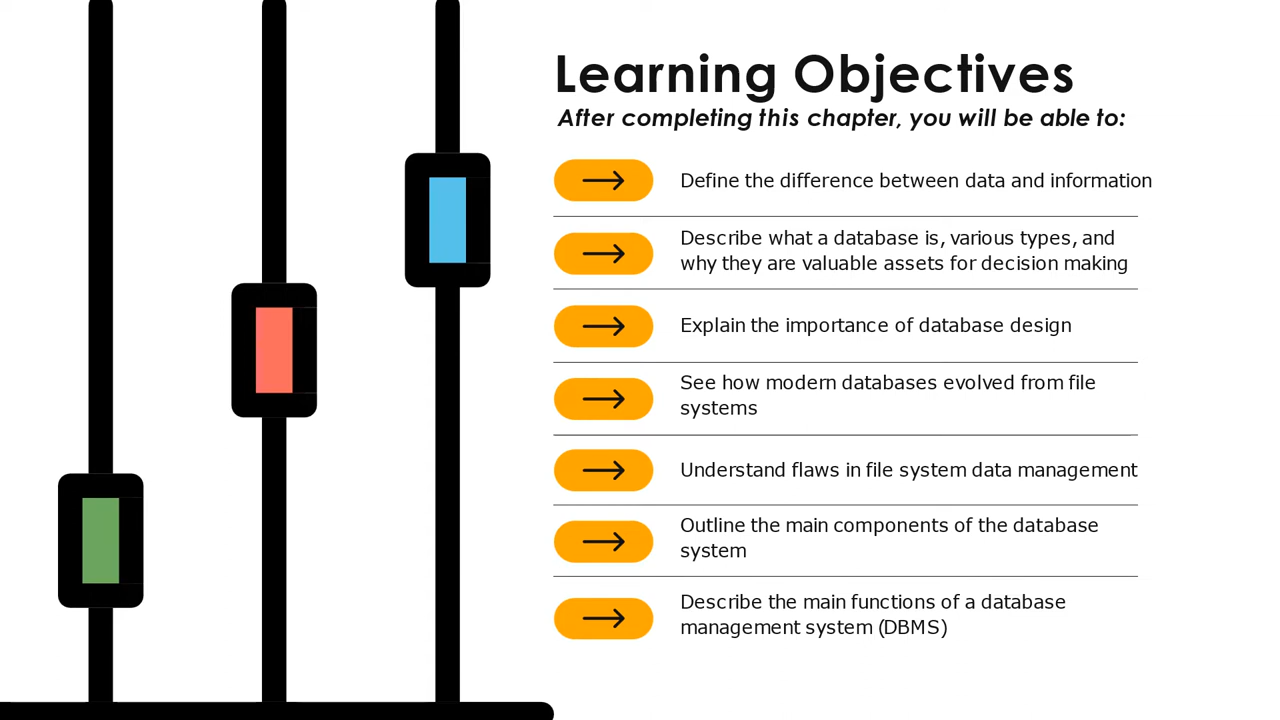 Learning Objectives
After completing this chapter, you will be able to:
Define the difference between data and information
Describe what a database is, various types, and
why they are valuable assets for decision making
Explain the importance of database design
See how modern databases evolved from file
systems
Understand flaws in file system data management
Outline the main components of the database
system
Describe the main functions of a database
management system (DBMS)